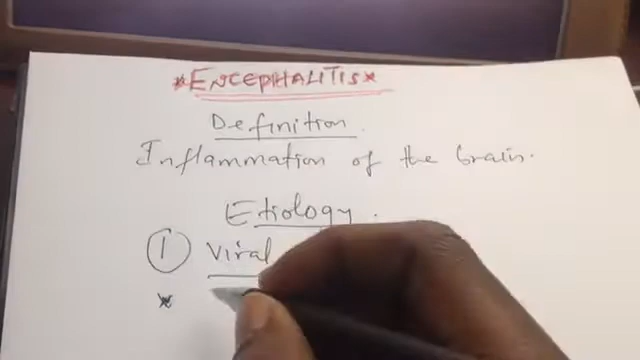 *ENCEPHALITIS*
Definition.
Inflammation of the brain.
Etiology.
① Viral
*